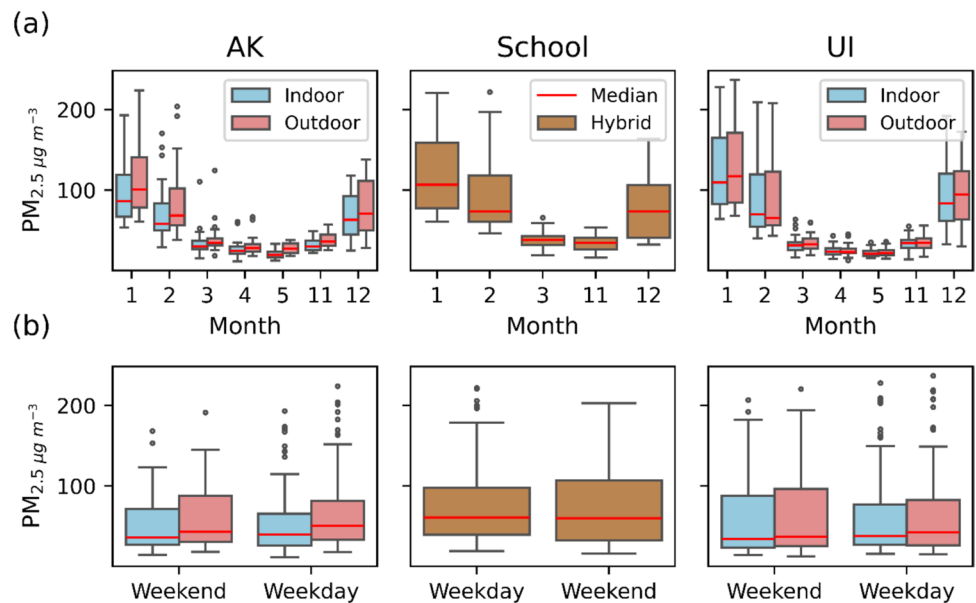 (a)
AK School UI
PM2.5 μg m−3
200
100
Indoor
Outdoor
Median
Hybrid
Indoor
Outdoor
1 2 3 4 5 11 12 1 2 3 11 12 1 2 3 4 5 11 12
Month Month Month
(b)
PM2.5 μg m−3
200
100
Weekend Weekday Weekday Weekend Weekend Weekday